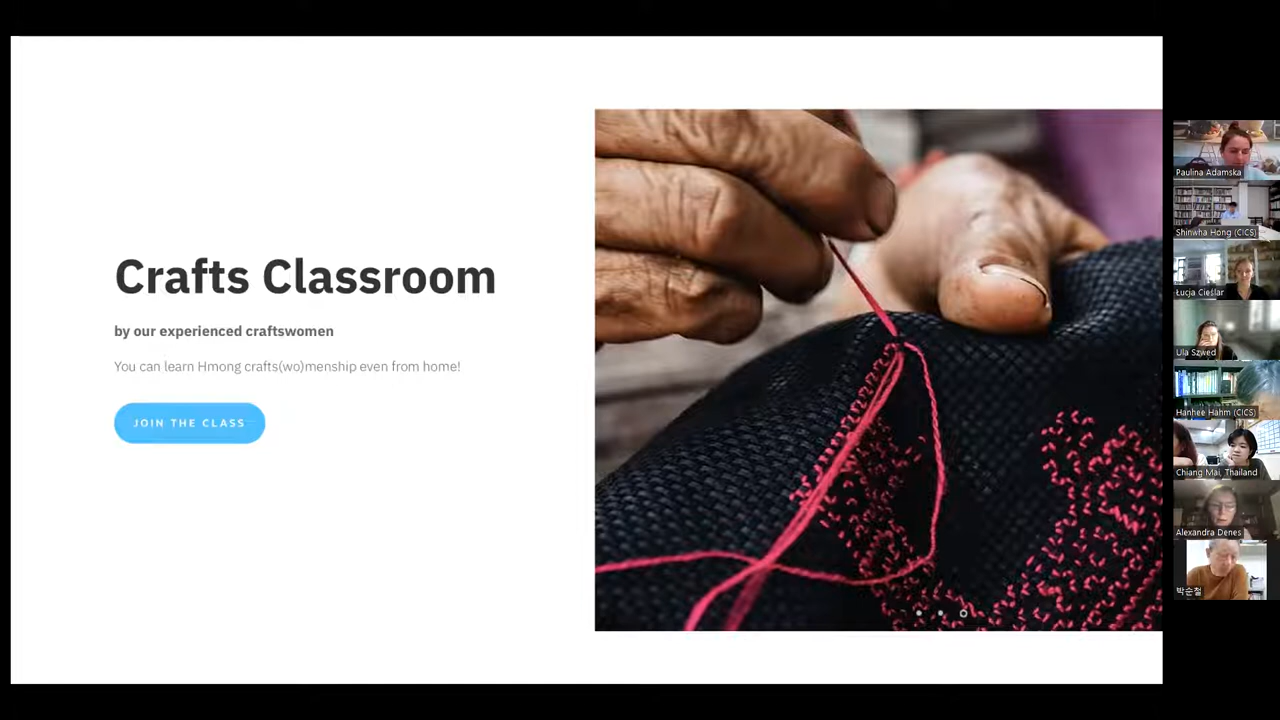 Crafts Classroom
by our experienced craftswomen
You can learn Hmong crafts(wo)menship even from home!
JOIN THE CLASS
Paulina Adamska
Shinwha Hong (CICS)
Łucja Cieślar
Ula Szwed
Hanhee Hahm (CICS)
Chiang Mai, Thailand
Alexandra Denes
박순철